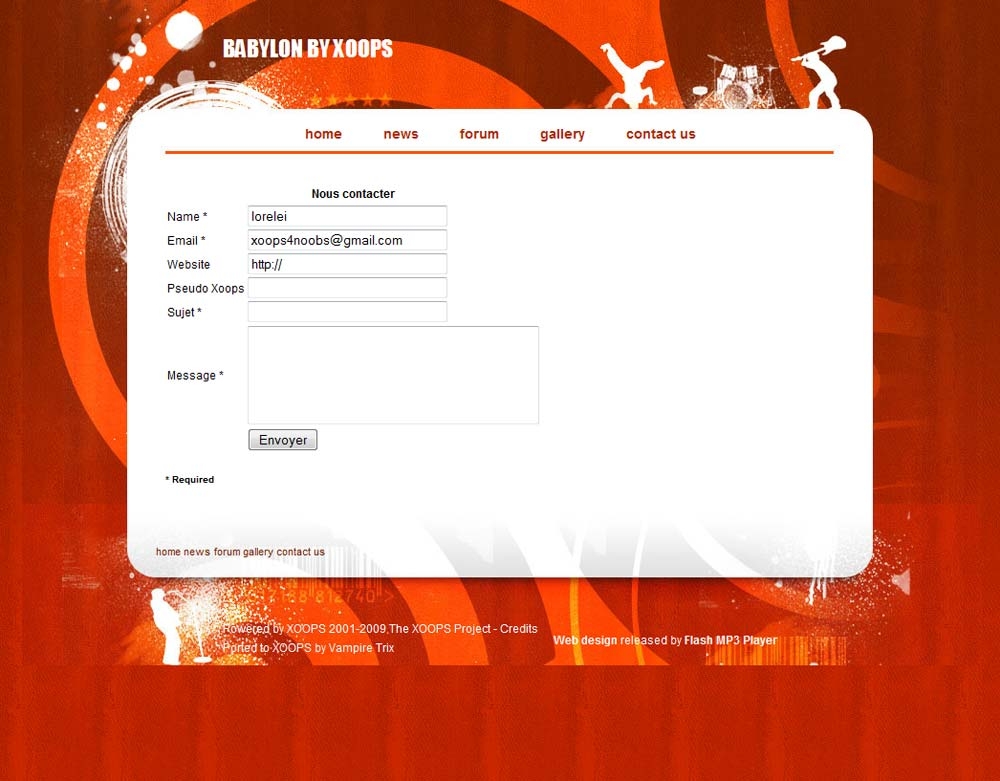 BABYLON BY XOOPS
home news forum gallery contact us
Nous contacter
Name * lorelei
Email * xoops4noobs@gmail.com
Website http://
Pseudo Xoops
Sujet *
Message *
Envoyer
* Required
home news forum gallery contact us
812740">
Powered by XOOPS 2001-2009,The XOOPS Project - Credits
Web design released by Flash MP3 Player
Ported to XOOPS by Vampire Trix